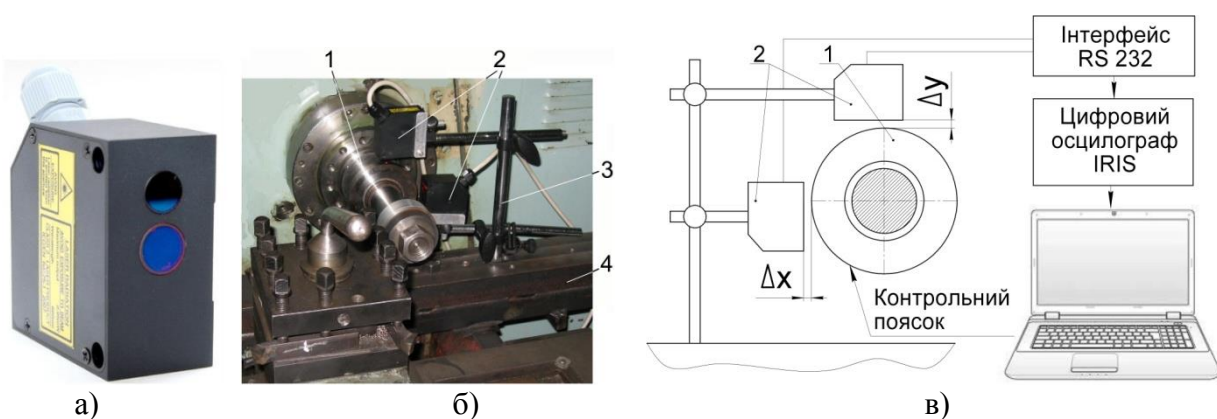 1
2
3
4
2
1
Δy
Δx
Інтерфейс
RS 232
Цифровий
осцилограф
IRIS
Контрольний
поясок
а)
б)
в)